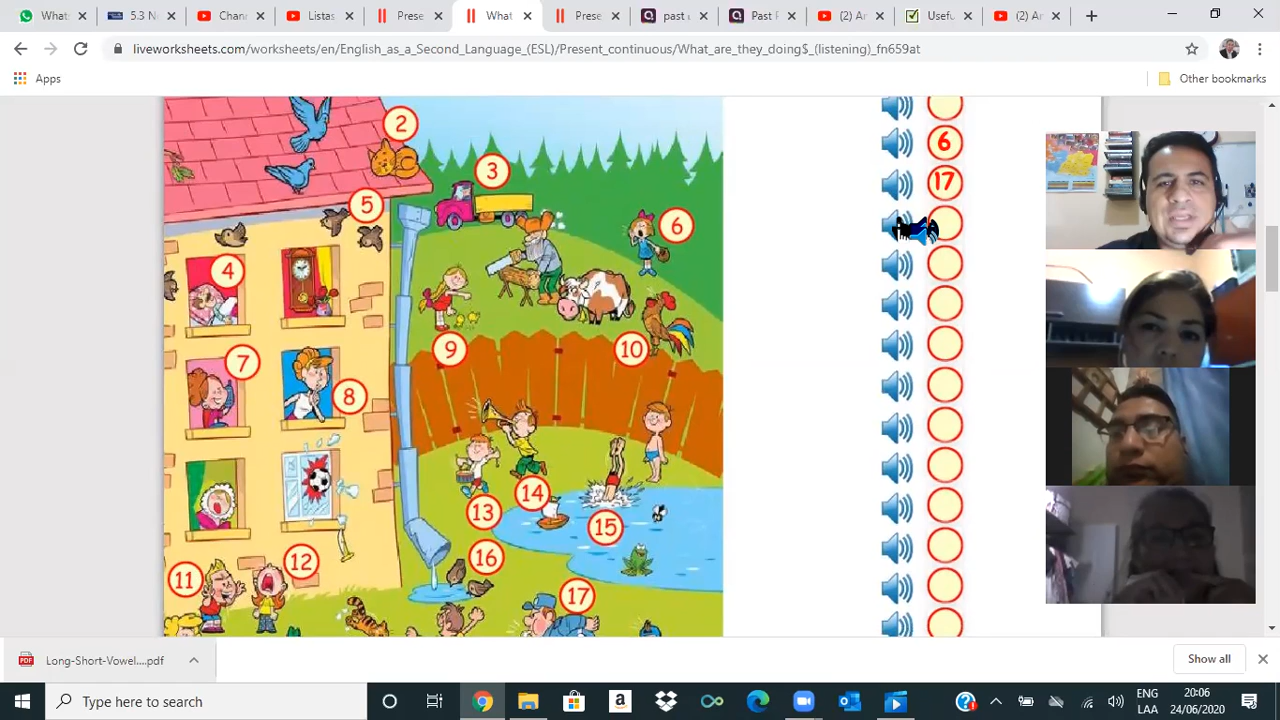 What:
5.3 N
Chan
Listas
Prese
What
Prese
past
Past F
(2) Ar
Usefu
(2) Ar
liveworksheets.com/worksheets/en/English_as_a_Second_Language_(ESL)/Present_continuous/What_are_they_doing$_(listening)_fn659at
Apps
Other bookmarks
2
3
5
6
4
9
10
7
8
14
13
15
16
11
12
17
6
17
Long-Short-Vowel....pdf
Show all
Type here to search
ENG
LAA
20:06
24/06/2020